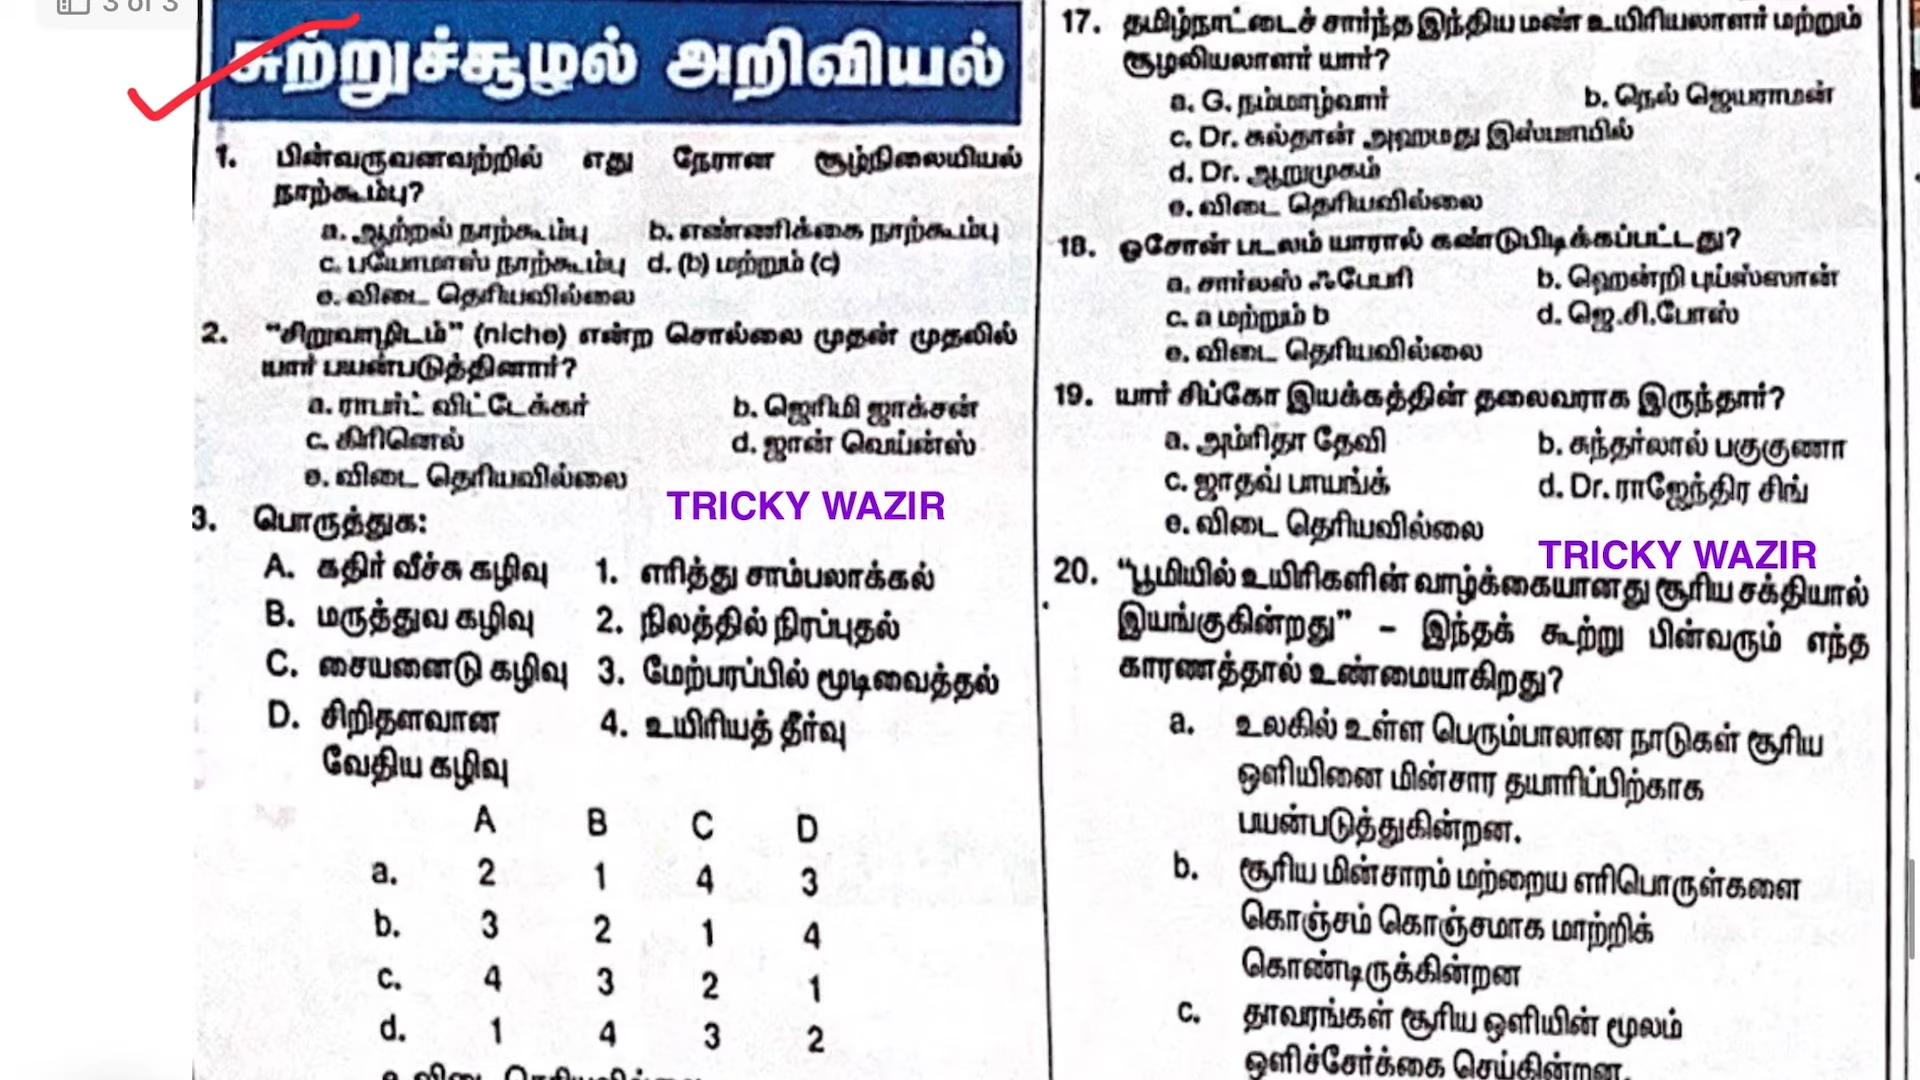 3 of 3
சுற்றுச்சூழல் அறிவியல்
1. பின்வருவனவற்றில் எது நேரான சூழ்நிலையியல்
நாற்கூம்பு?
a. ஆற்றல் நாற்கூம்பு b. எண்ணிக்கை நாற்கூம்பு
c. பயோமாஸ் நாற்கூம்பு d. (b) மற்றும் (c)
e. விடை தெரியவில்லை
2. “சிறுவாழிடம்” (niche) என்ற சொல்லை முதன் முதலில்
யார் பயன்படுத்தினார்?
a. ராபர்ட் விட்டேக்கர் b. ஜெரிமி ஜாக்சன்
c. கிரினெல் d. ஜான் வெய்ன்ஸ்
e. விடை தெரியவில்லை
TRICKY WAZIR
3. பொருத்துக:
A. கதிர் வீச்சு கழிவு 1. எரித்து சாம்பலாக்கல்
B. மருத்துவ கழிவு 2. நிலத்தில் நிரப்புதல்
C. சையனைடு கழிவு 3. மேற்பரப்பில் மூடிவைத்தல்
D. சிறிதளவான 4. உயிரியத் தீர்வு
வேதிய கழிவு
A B C D
a. 2 1 4 3
b. 3 2 1 4
c. 4 3 2 1
d. 1 4 3 2
e. விடை தெரியவில்லை
17. தமிழ்நாட்டைச் சார்ந்த இந்திய மண் உயிரியலாளர் மற்றும்
சூழலியலாளர் யார்?
a. G. நம்மாழ்வார் b. நெல் ஜெயராமன்
c. Dr. சுல்தான் அஹமது இஸ்மாயில்
d. Dr. ஆறுமுகம்
e. விடை தெரியவில்லை
18. ஓசோன் படலம் யாரால் கண்டுபிடிக்கப்பட்டது?
a. சார்லஸ் ஃபேபரி b. ஹென்றி புய்ஸ்ஸான்
c. a மற்றும் b d. ஜெ.சி.போஸ்
e. விடை தெரியவில்லை
19. யார் சிப்கோ இயக்கத்தின் தலைவராக இருந்தார்?
a. அம்ரிதா தேவி b. சுந்தர்லால் பகுகுணா
c. ஜாதவ் பாயங்க் d. Dr. ராஜேந்திர சிங்
e. விடை தெரியவில்லை
TRICKY WAZIR
20. “பூமியில் உயிரிகளின் வாழ்க்கையானது சூரிய சக்தியால்
இயங்குகின்றது” – இந்தக் கூற்று பின்வரும் எந்த
காரணத்தால் உண்மையாகிறது?
a. உலகில் உள்ள பெரும்பாலான நாடுகள் சூரிய
ஒளியினை மின்சார தயாரிப்பிற்காக
பயன்படுத்துகின்றன.
b. சூரிய மின்சாரம் மற்றைய எரிபொருள்களை
கொஞ்சம் கொஞ்சமாக மாற்றிக்
கொண்டிருக்கின்றன
c. தாவரங்கள் சூரிய ஒளியின் மூலம்
ஒளிச்சேர்க்கை செய்கின்றன.